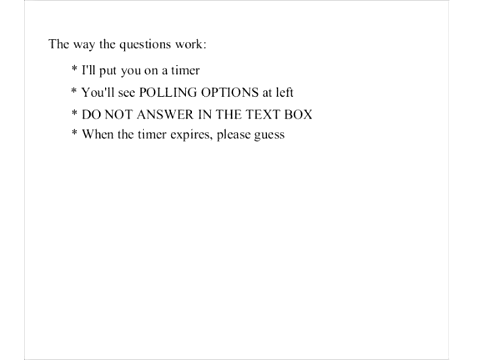 The way the questions work:
* I'll put you on a timer
* You'll see POLLING OPTIONS at left
* DO NOT ANSWER IN THE TEXT BOX
* When the timer expires, please guess